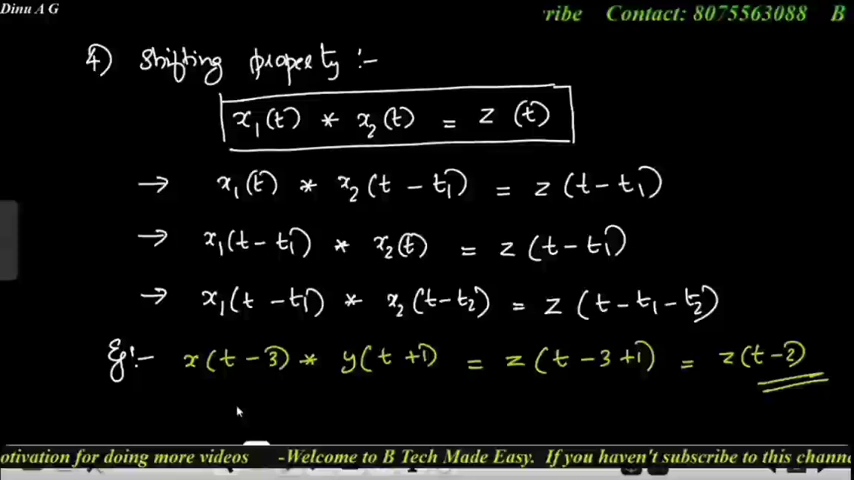 Dinu A G
ribe Contact: 8075563088 B
4) Shifting property :-
x₁(t) * x₂(t) = z (t)
→ x₁(t) * x₂(t - t₁) = z (t - t₁)
→ x₁(t - t₁) * x₂(t) = z (t - t₁)
→ x₁(t - t₁) * x₂(t - t₂) = z (t - t₁ - t₂)
Eg:- x(t - 3) * y(t + 1) = z (t - 3 + 1) = z(t - 2)
otivation for doing more videos -Welcome to B Tech Made Easy. If you haven't subscribe to this chann